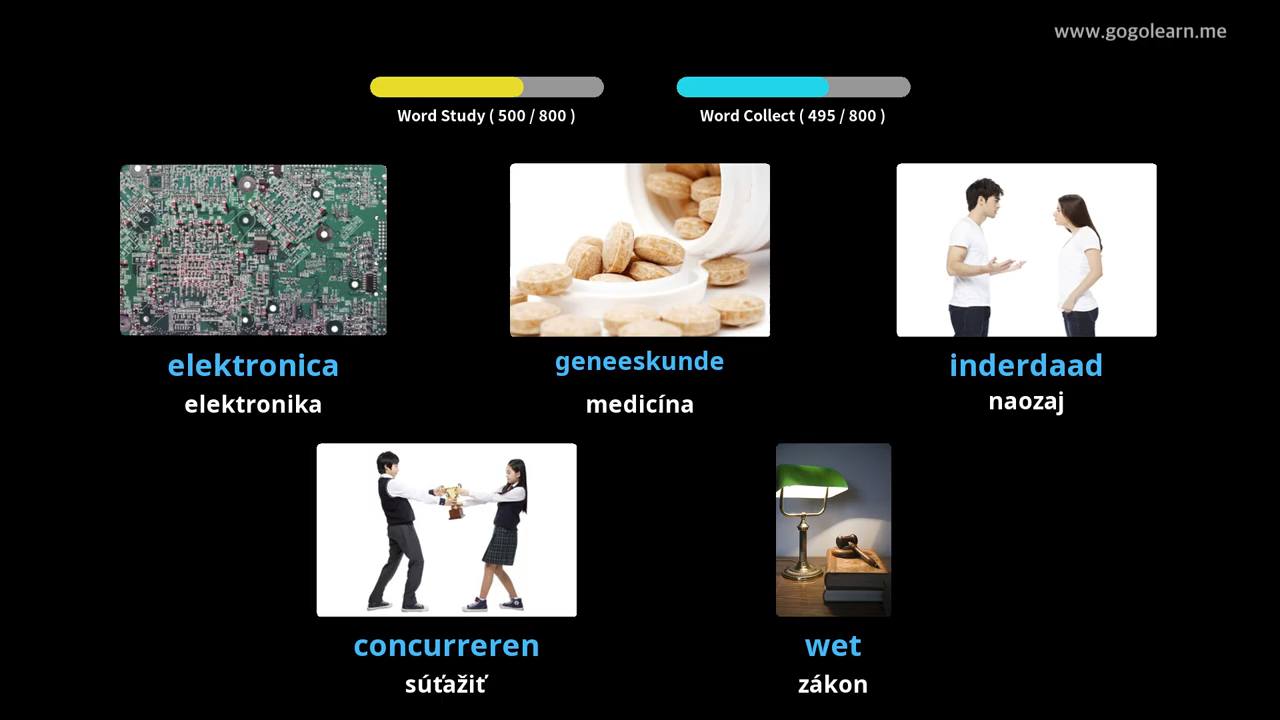 www.gogolearn.me
Word Study ( 500 / 800 )
Word Collect ( 495 / 800 )
elektronica
elektronika
geneeskunde
medicína
inderdaad
naozaj
concurreren
súťažiť
wet
zákon